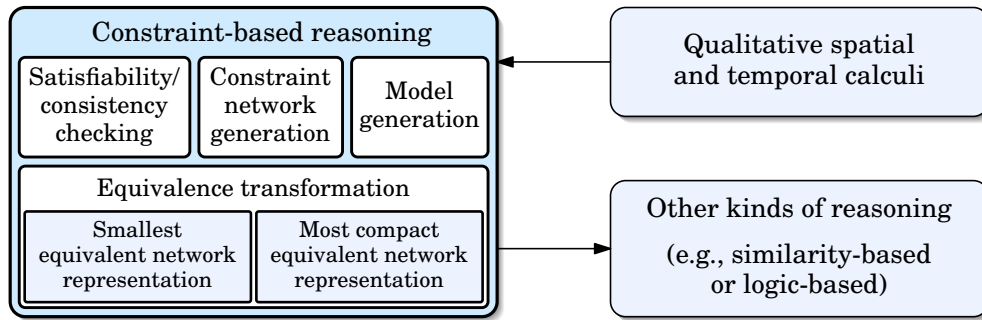 Constraint-based reasoning
Satisfiability/
consistency
checking
Constraint
network
generation
Model
generation
Equivalence transformation
Smallest
equivalent network
representation
Most compact
equivalent network
representation
Qualitative spatial
and temporal calculi
Other kinds of reasoning
(e.g., similarity-based
or logic-based)